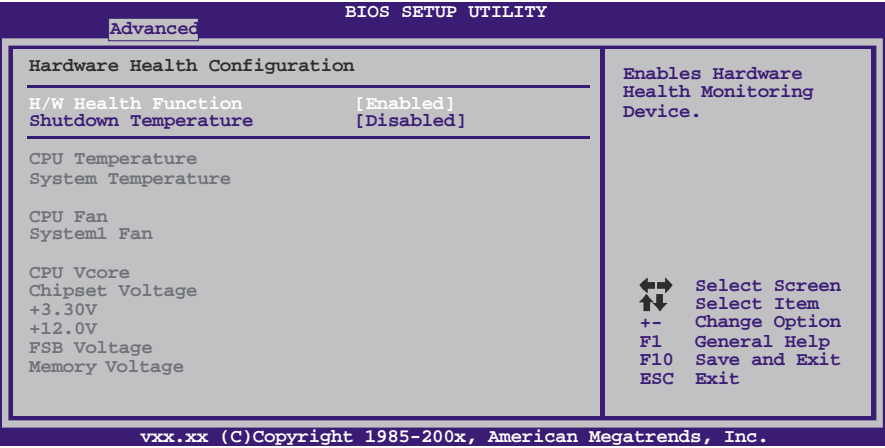 BIOS SETUP UTILITY
Advanced
Hardware Health Configuration
H/W Health Function [Enabled]
Shutdown Temperature [Disabled]
CPU Temperature
System Temperature
CPU Fan
System1 Fan
CPU Vcore
Chipset Voltage
+3.30V
+12.0V
FSB Voltage
Memory Voltage
Enables Hardware
Health Monitoring
Device.
Select Screen
Select Item
+- Change Option
F1 General Help
F10 Save and Exit
ESC Exit
vxx.xx (C)Copyright 1985-200x, American Megatrends, Inc.